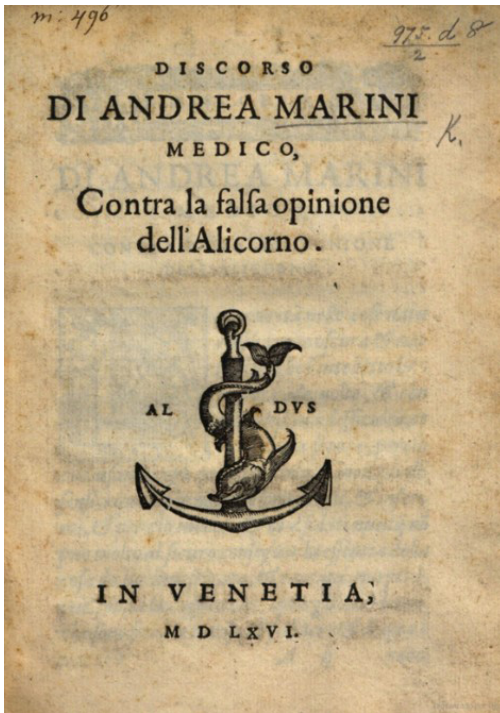 m: 496
975. d. 8
2
DISCORSO
DI ANDREA MARINI
MEDICO,
K.
Contra la falſa opinione
dell'Alicorno.
AL DVS
IN VENETIA,
M D LXVI.